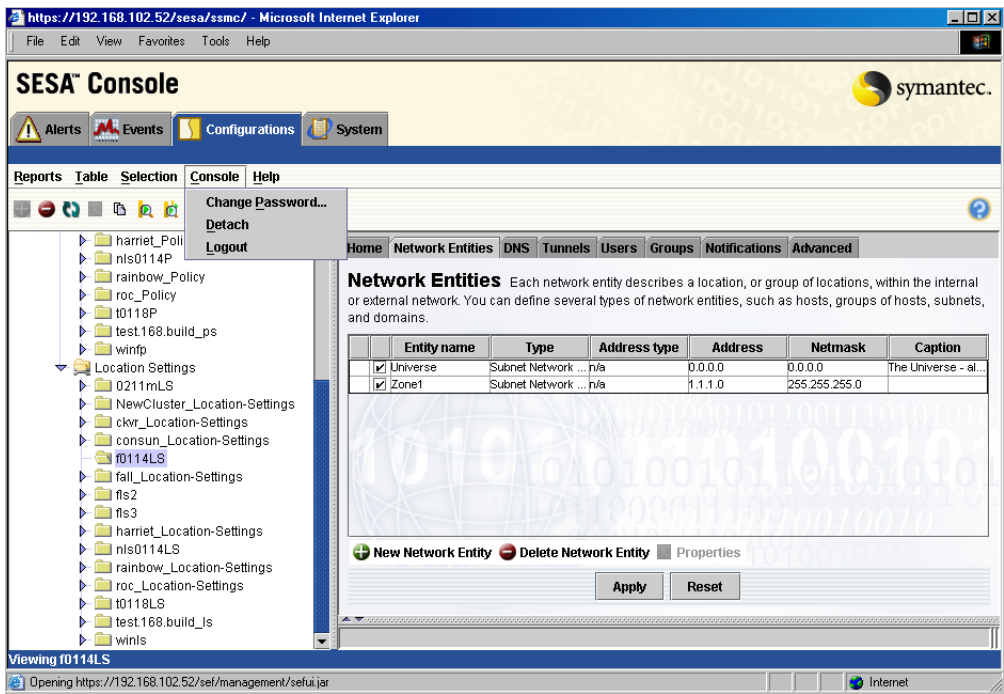 https://192.168.102.52/sesa/ssmc/ - Microsoft Internet Explorer
File Edit View Favorites Tools Help
SESA™ Console
symantec.
Alerts Events Configurations System
Reports Table Selection Console Help
Change Password...
Detach
Logout
harriet_Poli
nls0114P
rainbow_Policy
roc_Policy
t0118P
test.168.build_ps
winfp
Location Settings
0211mLS
NewCluster_Location-Settings
ckvr_Location-Settings
consun_Location-Settings
f0114LS
fall_Location-Settings
fls2
fls3
harriet_Location-Settings
nls0114LS
rainbow_Location-Settings
roc_Location-Settings
t0118LS
test.168.build_ls
winls
Home Network Entities DNS Tunnels Users Groups Notifications Advanced
Network Entities Each network entity describes a location, or group of locations, within the internal
or external network. You can define several types of network entities, such as hosts, groups of hosts, subnets,
and domains.
Entity name Type Address type Address Netmask Caption
Universe Subnet Network ... n/a 0.0.0.0 0.0.0.0 The Universe - al...
Zone1 Subnet Network ... n/a 1.1.1.0 255.255.255.0
New Network Entity Delete Network Entity Properties
Apply Reset
Viewing f0114LS
Opening https://192.168.102.52/sef/management/sefui.jar
Internet